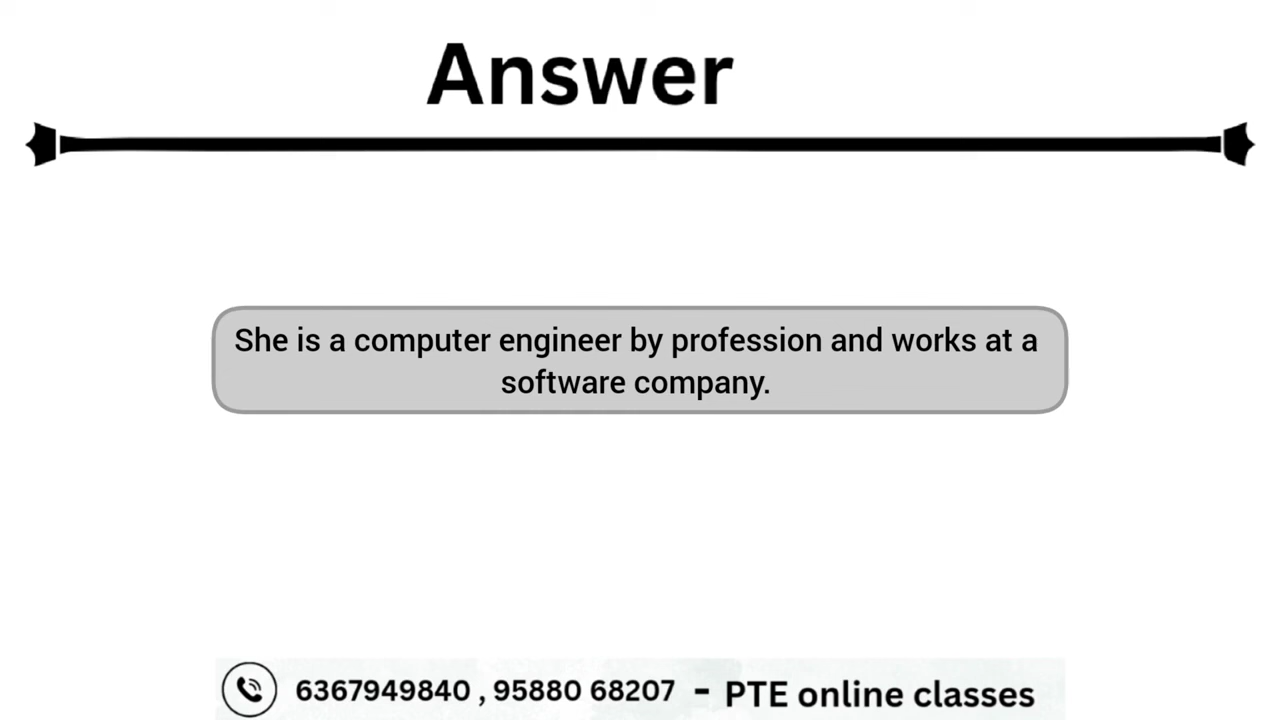 Answer
She is a computer engineer by profession and works at a
software company.
6367949840 , 95880 68207 - PTE online classes